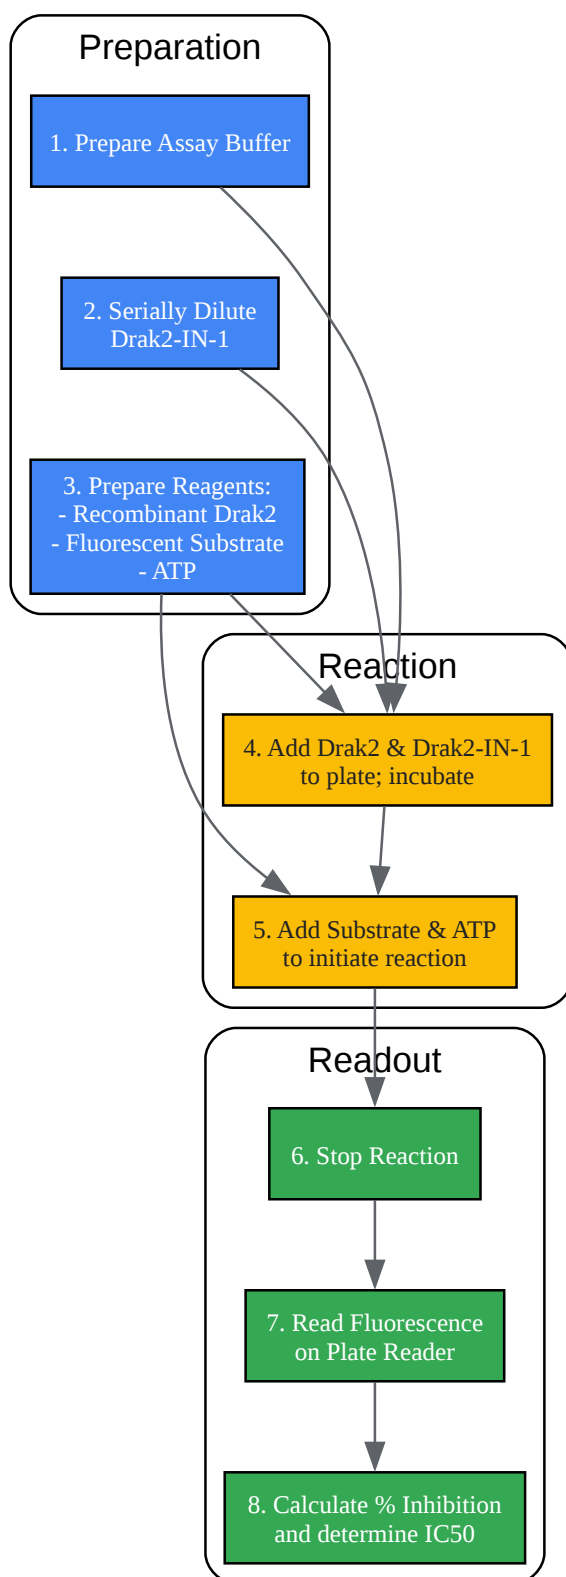 Preparation
1. Prepare Assay Buffer
2. Serially Dilute
Drak2-IN-1
3. Prepare Reagents:
- Recombinant Drak2
- Fluorescent Substrate
- ATP
Reaction
4. Add Drak2 & Drak2-IN-1
to plate; incubate
5. Add Substrate & ATP
to initiate reaction
Readout
6. Stop Reaction
7. Read Fluorescence
on Plate Reader
8. Calculate % Inhibition
and determine IC50